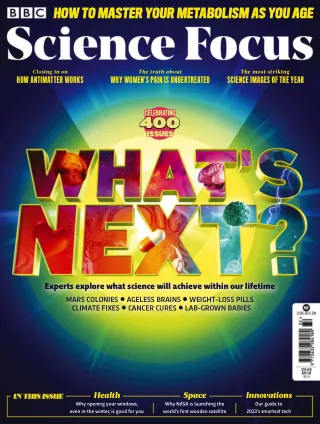 BBC HOW TO MASTER YOUR METABOLISM AS YOU AGE
Science Focus
Closing in on
HOW ANTIMATTER WORKS
The truth about
WHY WOMEN'S PAIN IS UNDERTREATED
The most striking
SCIENCE IMAGES OF THE YEAR
CELEBRATING
400
ISSUES
WHAT'S
NEXT?
Experts explore what science will achieve within our lifetime
MARS COLONIES ● AGELESS BRAINS ● WEIGHT-LOSS PILLS
CLIMATE FIXES ● CANCER CURES ● LAB-GROWN BABIES
IN THIS ISSUE
Health
Why opening your windows,
even in the winter, is good for you
Space
Why NASA is launching the
world's first wooden satellite
Innovations
Our guide to
2023's smartest tech